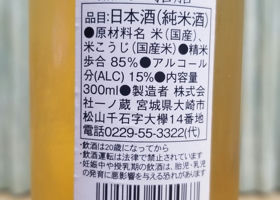 品目:日本酒(純米酒)
●原材料名 米(国産)、
米こうじ(国産米)●精米
歩合 85%●アルコール
分(ALC) 15%●内容量
300ml●製造者 株式会
社一ノ蔵 宮城県大崎市
松山千石字大欅14番地
電話0229-55-3322(代)
・飲酒は20歳になってから
・飲酒運転は法律で禁止されています
・妊娠中や授乳期の飲酒は、胎児・乳児
の発育に悪影響を与える恐れがあります